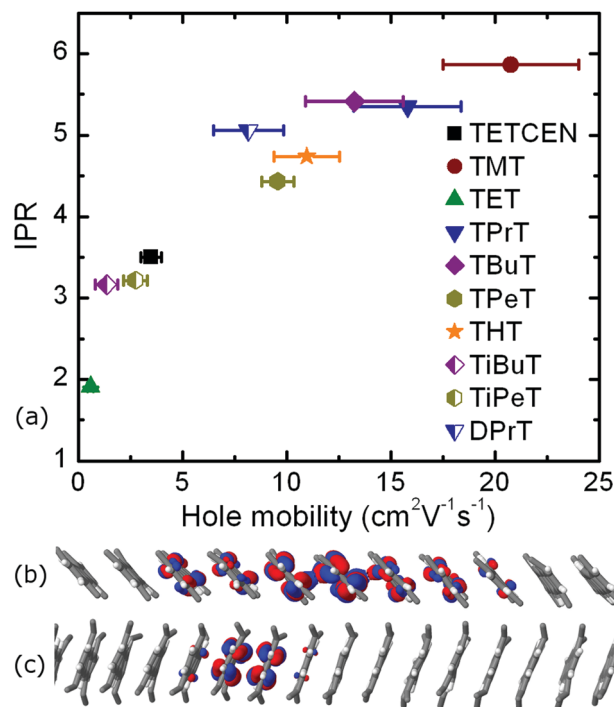 (a)
IPR
6
5
4
3
2
1
TETCEN
TMT
TET
TPrT
TBuT
TPeT
THT
TiBuT
TiPeT
DPrT
0 5 10 15 20 25
Hole mobility (cm²V⁻¹s⁻¹)
(b)
(c)